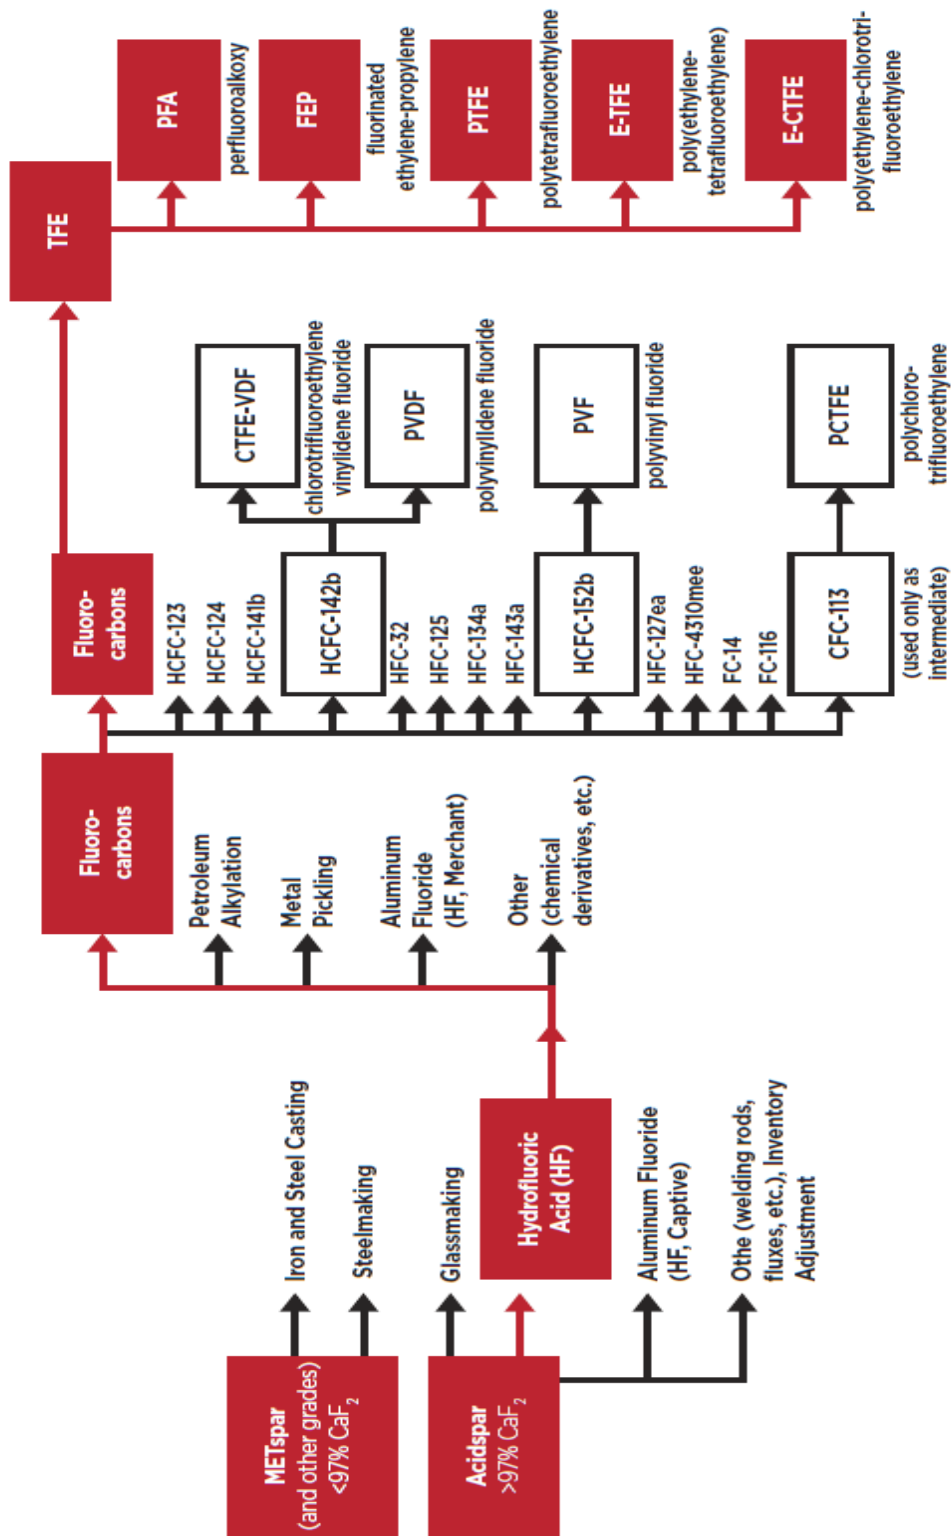 METspar
(and other grades)
<97% CaF₂
Acidspar
>97% CaF₂
Iron and Steel Casting
Steelmaking
Glassmaking
Hydrofluoric
Acid (HF)
Aluminum Fluoride
(HF, Captive)
Othe (welding rods,
fluxes, etc.), Inventory
Adjustment
Fluoro-
carbons
Petroleum
Alkylation
Metal
Pickling
Aluminum
Fluoride
(HF, Merchant)
Other
(chemical
derivatives, etc.)
Fluoro-
carbons
HCFC-123
HCFC-124
HCFC-141b
HCFC-142b
HFC-32
HFC-125
HFC-134a
HFC-143a
HCFC-152b
HFC-127ea
HFC-4310mee
FC-14
FC-116
CFC-113
(used only as
intermediate)
CTFE-VDF
chlorotrifluoroethylene
vinylidene fluoride
PVDF
polyvinylidene fluoride
PVF
polyvinyl fluoride
PCTFE
polychloro-
trifluoroethylene
TFE
PFA
perfluoroalkoxy
FEP
fluorinated
ethylene-propylene
PTFE
polytetrafluoroethylene
E-TFE
poly(ethylene-
tetrafluoroethylene)
E-CTFE
poly(ethylene-chlorotri-
fluoroethylene